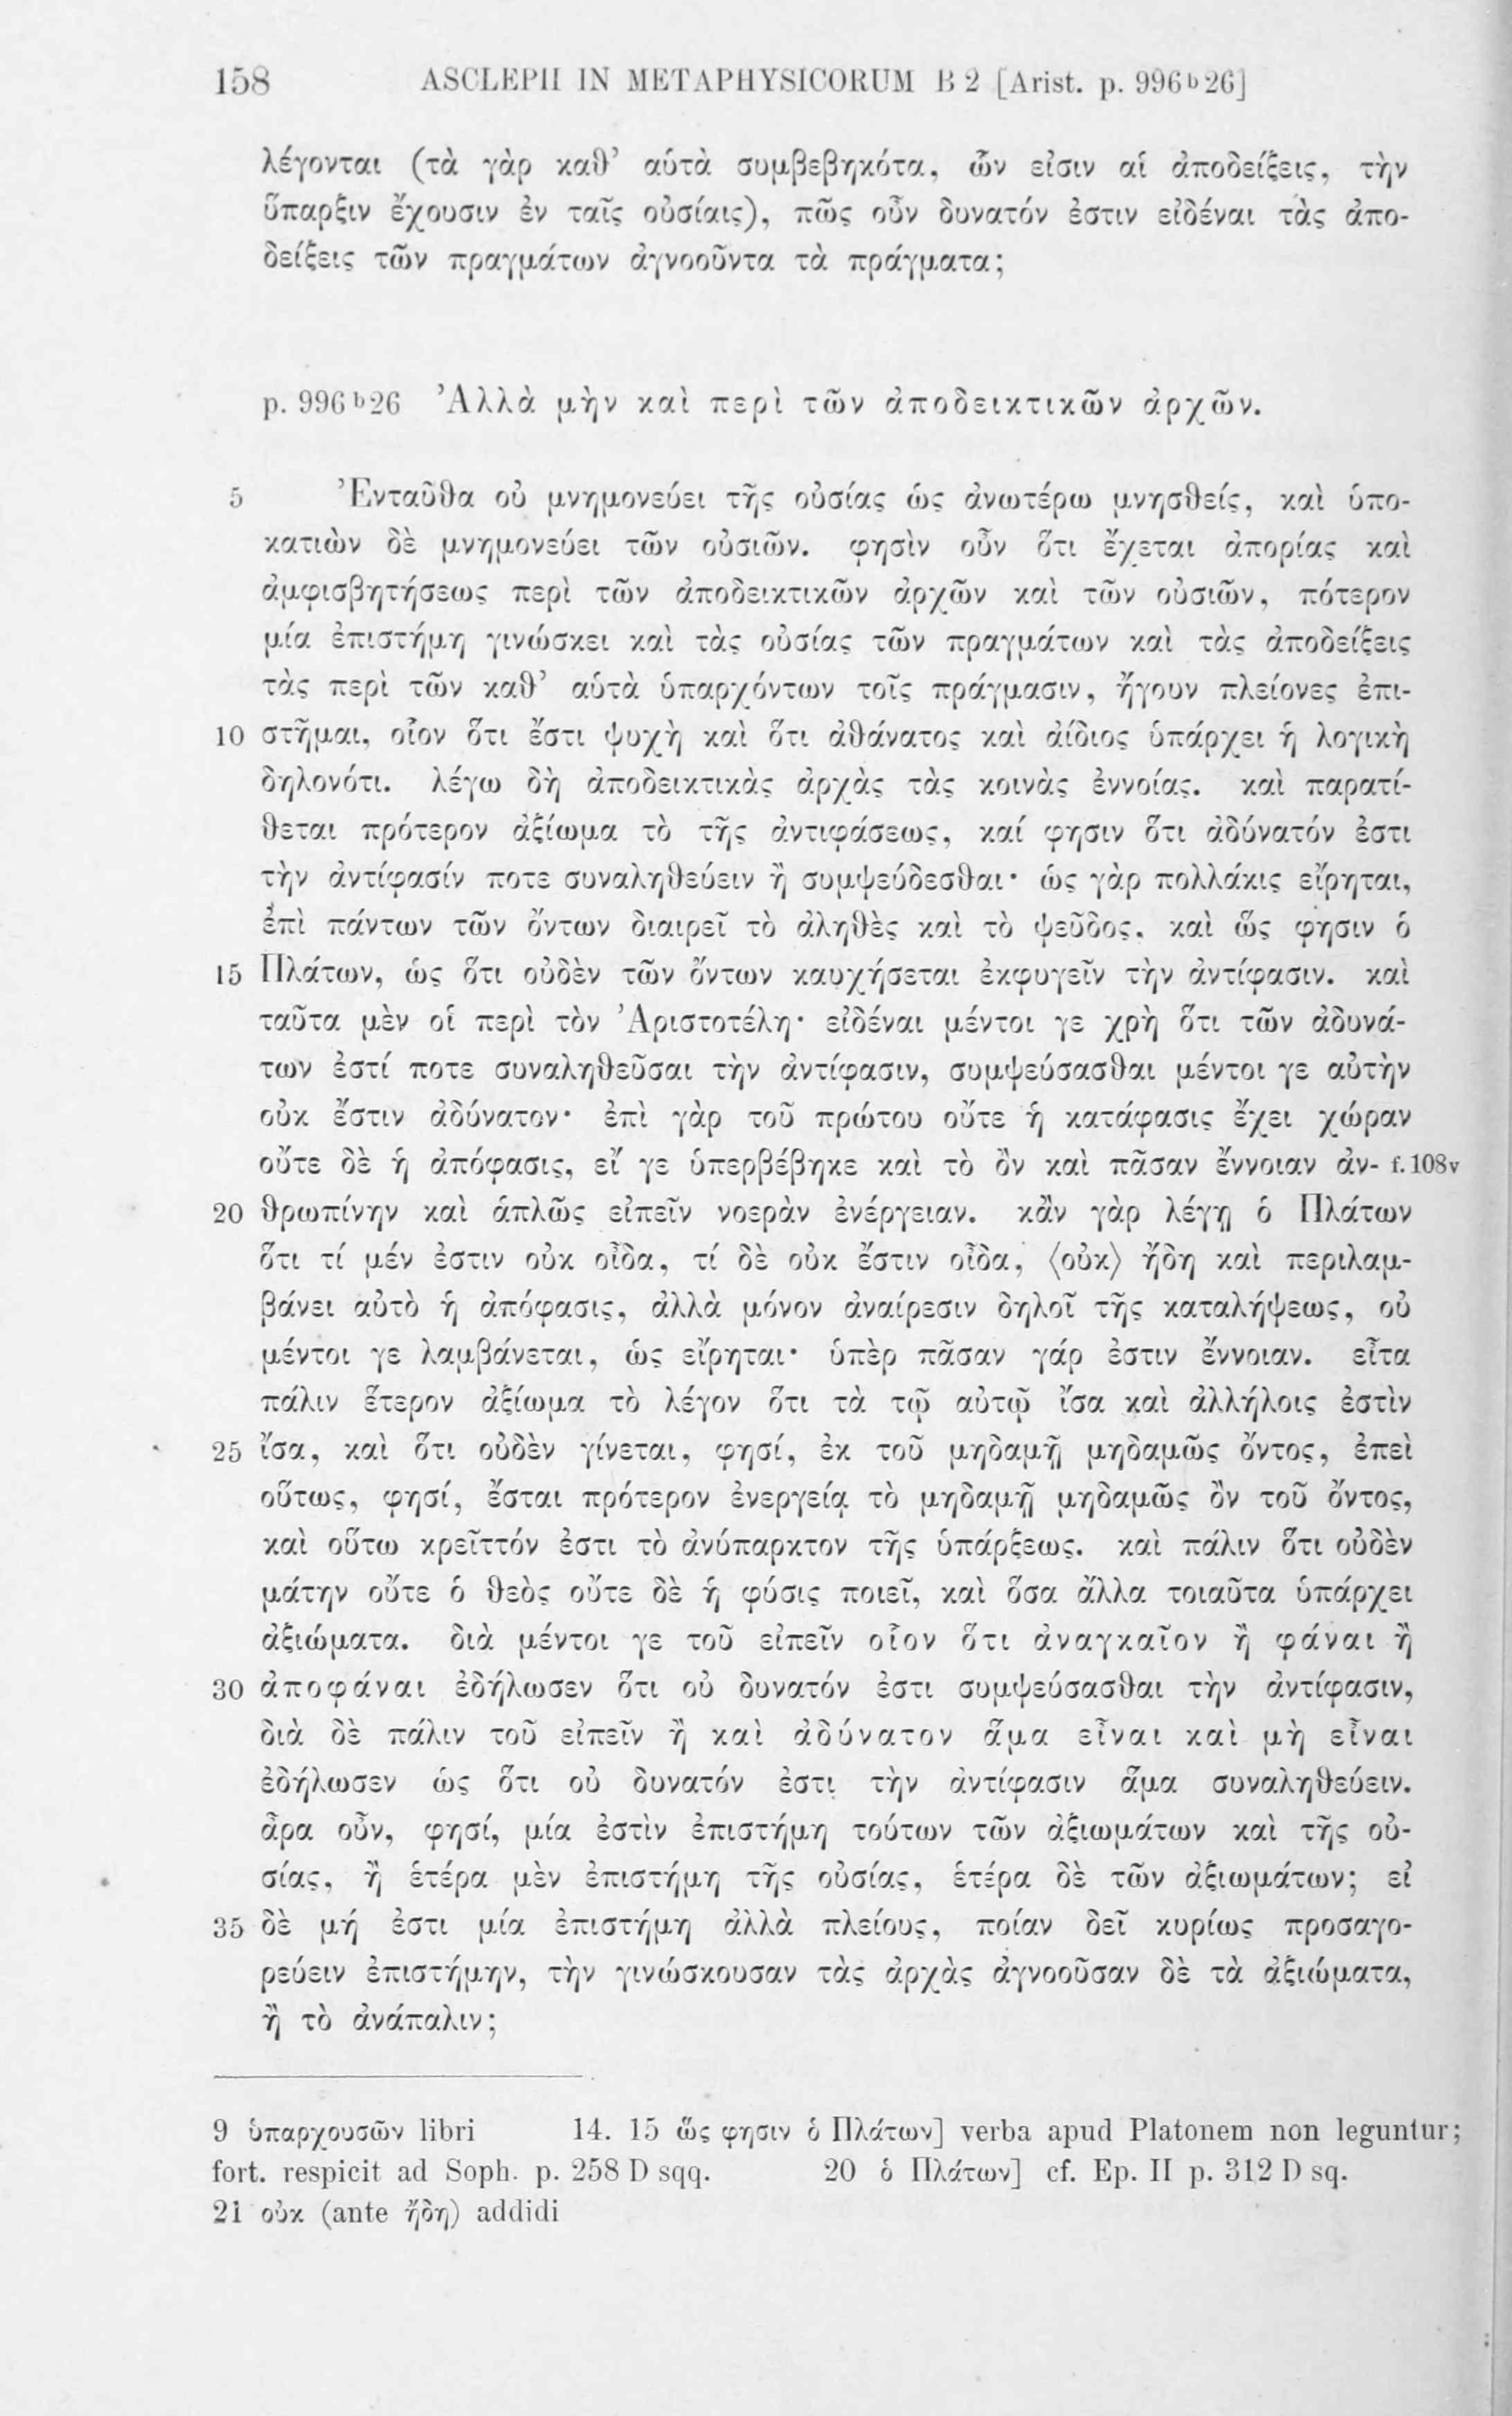 158 ASCLEPII IN METAPHYSICORUM B 2 [Arist. p. 996ᵇ26]
λέγονται (τὰ γὰρ καθ’ αὑτὰ συμβεβηκότα, ὧν εἰσιν αἱ ἀποδείξεις, τὴν
ὕπαρξιν ἔχουσιν ἐν ταῖς οὐσίαις), πῶς οὖν δυνατόν ἐστιν εἰδέναι τὰς ἀπο-
δείξεις τῶν πραγμάτων ἀγνοοῦντα τὰ πράγματα;
p. 996ᵇ26 Ἀλλὰ μὴν καὶ περὶ τῶν ἀποδεικτικῶν ἀρχῶν.
5 Ἐνταῦθα οὐ μνημονεύει τῆς οὐσίας ὡς ἀνωτέρω μνησθείς, καὶ ὑπο-
κατιὼν δὲ μνημονεύει τῶν οὐσιῶν. φησὶν οὖν ὅτι ἔχεται ἀπορίας καὶ
ἀμφισβητήσεως περὶ τῶν ἀποδεικτικῶν ἀρχῶν καὶ τῶν οὐσιῶν, πότερον
μία ἐπιστήμη γινώσκει καὶ τὰς οὐσίας τῶν πραγμάτων καὶ τὰς ἀποδείξεις
τὰς περὶ τῶν καθ’ αὑτὰ ὑπαρχόντων τοῖς πράγμασιν, ἤγουν πλείονες ἐπι-
10 στῆμαι, οἷον ὅτι ἔστι ψυχὴ καὶ ὅτι ἀθάνατος καὶ ἀίδιος ὑπάρχει ἡ λογικὴ
δηλονότι. λέγω δὴ ἀποδεικτικὰς ἀρχὰς τὰς κοινὰς ἐννοίας. καὶ παρατί-
θεται πρότερον ἀξίωμα τὸ τῆς ἀντιφάσεως, καί φησιν ὅτι ἀδύνατόν ἐστι
τὴν ἀντίφασίν ποτε συναληθεύειν ἢ συμψεύδεσθαι· ὡς γὰρ πολλάκις εἴρηται,
ἐπὶ πάντων τῶν ὄντων διαιρεῖ τὸ ἀληθὲς καὶ τὸ ψεῦδος. καὶ ὥς φησιν ὁ
15 Πλάτων, ὡς ὅτι οὐδὲν τῶν ὄντων καυχήσεται ἐκφυγεῖν τὴν ἀντίφασιν. καὶ
ταῦτα μὲν οἱ περὶ τὸν Ἀριστοτέλη· εἰδέναι μέντοι γε χρὴ ὅτι τῶν ἀδυνά-
των ἐστί ποτε συναληθεῦσαι τὴν ἀντίφασιν, συμψεύσασθαι μέντοι γε αὐτὴν
οὐκ ἔστιν ἀδύνατον· ἐπὶ γὰρ τοῦ πρώτου οὔτε ἡ κατάφασις ἔχει χώραν
οὔτε δὲ ἡ ἀπόφασις, εἴ γε ὑπερβέβηκε καὶ τὸ ὂν καὶ πᾶσαν ἔννοιαν ἀν- f. 108v
20 θρωπίνην καὶ ἁπλῶς εἰπεῖν νοερὰν ἐνέργειαν. κἂν γὰρ λέγῃ ὁ Πλάτων
ὅτι τί μέν ἐστιν οὐκ οἶδα, τί δὲ οὐκ ἔστιν οἶδα, ⟨οὐκ⟩ ἤδη καὶ περιλαμ-
βάνει αὐτὸ ἡ ἀπόφασις, ἀλλὰ μόνον ἀναίρεσιν δηλοῖ τῆς καταλήψεως, οὐ
μέντοι γε λαμβάνεται, ὡς εἴρηται· ὑπὲρ πᾶσαν γάρ ἐστιν ἔννοιαν. εἶτα
πάλιν ἕτερον ἀξίωμα τὸ λέγον ὅτι τὰ τῷ αὐτῷ ἴσα καὶ ἀλλήλοις ἐστὶν
25 ἴσα, καὶ ὅτι οὐδὲν γίνεται, φησί, ἐκ τοῦ μηδαμῇ μηδαμῶς ὄντος, ἐπεὶ
οὕτως, φησί, ἔσται πρότερον ἐνεργείᾳ τὸ μηδαμῇ μηδαμῶς ὂν τοῦ ὄντος,
καὶ οὕτω κρεῖττόν ἐστι τὸ ἀνύπαρκτον τῆς ὑπάρξεως. καὶ πάλιν ὅτι οὐδὲν
μάτην οὔτε ὁ θεὸς οὔτε δὲ ἡ φύσις ποιεῖ, καὶ ὅσα ἄλλα τοιαῦτα ὑπάρχει
ἀξιώματα. διὰ μέντοι γε τοῦ εἰπεῖν οἷον ὅτι ἀναγκαῖον ἢ φάναι ἢ
30 ἀποφάναι ἐδήλωσεν ὅτι οὐ δυνατόν ἐστι συμψεύσασθαι τὴν ἀντίφασιν,
διὰ δὲ πάλιν τοῦ εἰπεῖν ἢ καὶ ἀδύνατον ἅμα εἶναι καὶ μὴ εἶναι
ἐδήλωσεν ὡς ὅτι οὐ δυνατόν ἐστι τὴν ἀντίφασιν ἅμα συναληθεύειν.
ἆρα οὖν, φησί, μία ἐστὶν ἐπιστήμη τούτων τῶν ἀξιωμάτων καὶ τῆς οὐ-
σίας, ἢ ἑτέρα μὲν ἐπιστήμη τῆς οὐσίας, ἑτέρα δὲ τῶν ἀξιωμάτων; εἰ
35 δὲ μή ἐστι μία ἐπιστήμη ἀλλὰ πλείους, ποίαν δεῖ κυρίως προσαγο-
ρεύειν ἐπιστήμην, τὴν γινώσκουσαν τὰς ἀρχὰς ἀγνοοῦσαν δὲ τὰ ἀξιώματα,
ἢ τὸ ἀνάπαλιν;
9 ὑπαρχουσῶν libri 14. 15 ὥς φησιν ὁ Πλάτων] verba apud Platonem non leguntur;
fort. respicit ad Soph. p. 258 D sqq. 20 ὁ Πλάτων] cf. Ep. II p. 312 D sq.
21 οὐκ (ante ἤδη) addidi